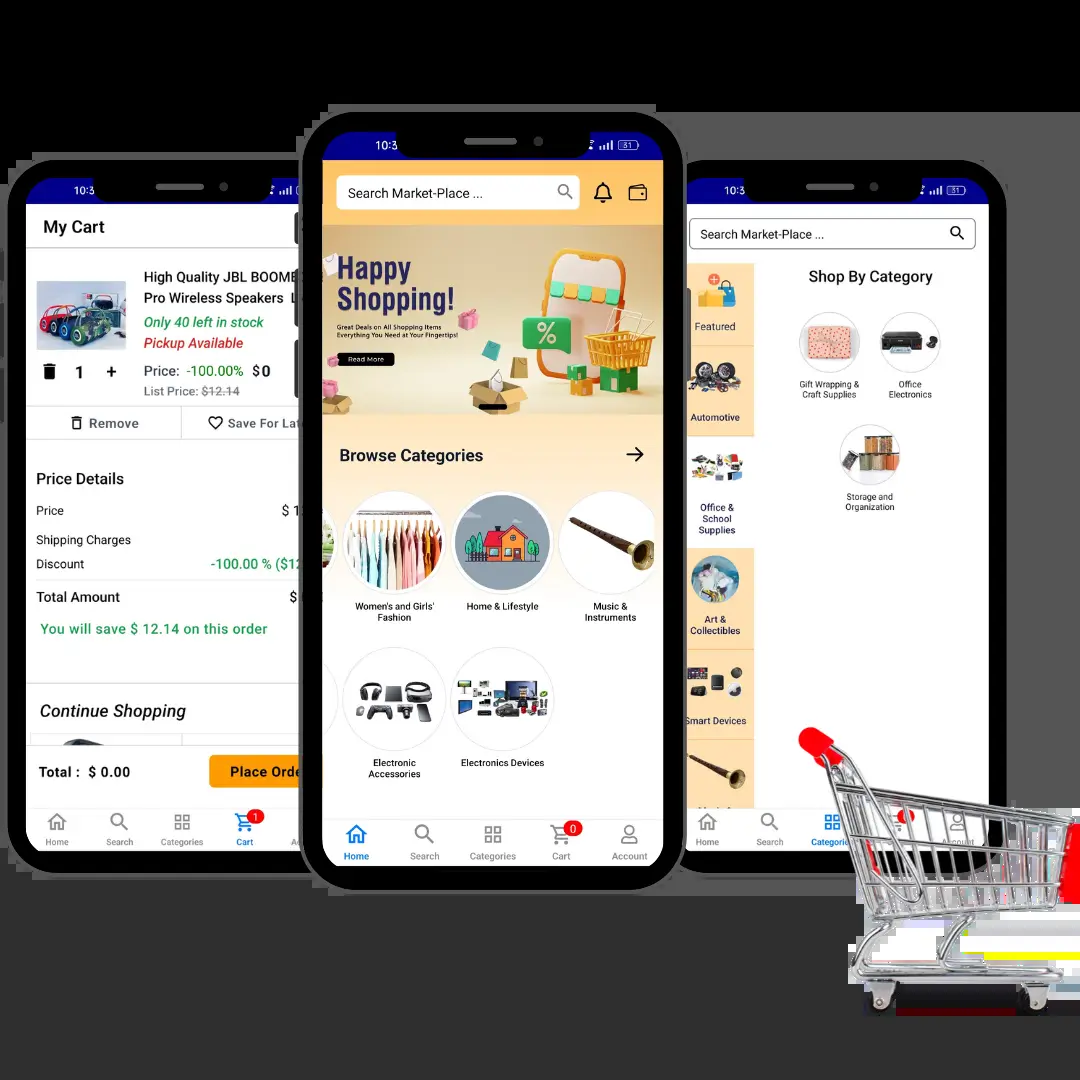 10:3
My Cart
High Quality JBL
Pro Wireless Speakers
Only 40 left in stock
Pickup Available
1 +
Price: -100.00% $0
List Price: $12.14
Remove
Save For
Price Details
Price $
Shipping Charges
Discount -100.00 %
Total Amount $
You will save $ 12.14 on this order
Continue Shopping
Total : $ 0.00
Place
1
Home Search Categories Cart
10:3 31
Search Market-Place ...
Happy
Shopping!
Great Deals on All Shopping Items
Everything You Need at Your Fingertips!
Read More
%
Browse Categories
Women's and Girls'
Fashion
Home & Lifestyle
Music &
Instruments
Electronic
Accessories
Electronics Devices
0
Home Search Categories Cart Account
10:3 31
Search Market-Place ...
Featured
Automotive
Office &
School
Supplies
Art &
Collectibles
Smart Devices
Shop By Category
Gift Wrapping &
Craft Supplies
Office
Electronics
Storage and
Organization
Home Search